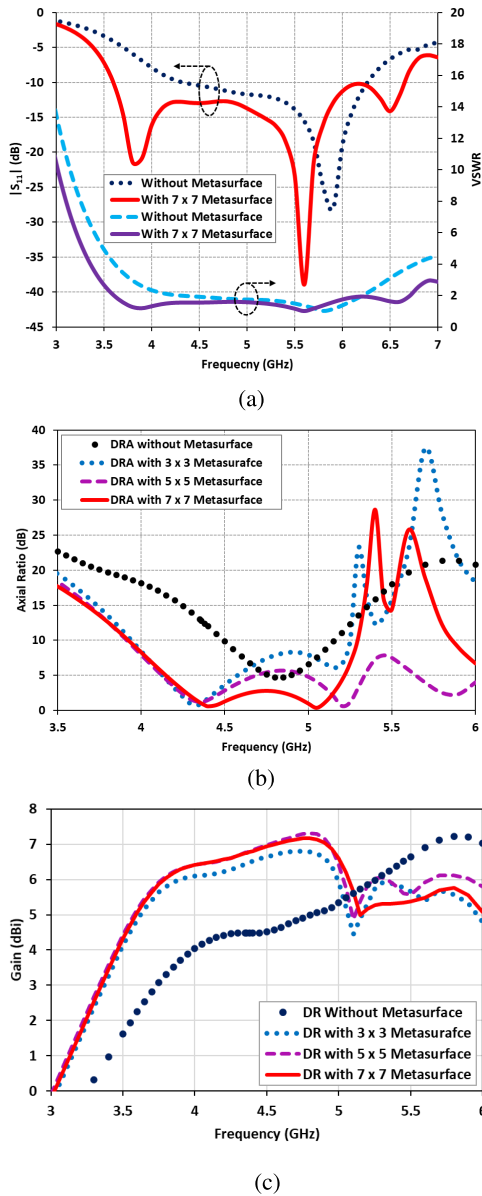 0
-5
-10
-15
-20
-25
-30
-35
-40
-45
|S11| (dB)
20
18
16
14
12
10
8
6
4
2
0
VSWR
Without Metasurface
With 7 x 7 Metasurface
Without Metasurface
With 7 x 7 Metasurface
3 3.5 4 4.5 5 5.5 6 6.5 7
Frequecny (GHz)
(a)
40
35
30
25
20
15
10
5
0
Axial Ratio (dB)
DRA without Metasurface
DRA with 3 x 3 Metasurafce
DRA with 5 x 5 Metasurface
DRA with 7 x 7 Metasurface
3.5 4 4.5 5 5.5 6
Frequency (GHz)
(b)
8
7
6
5
4
3
2
1
0
Gain (dBi)
DR Without Metasurface
DR with 3 x 3 Metasurafce
DR with 5 x 5 Metasurface
DR with 7 x 7 Metasurface
3 3.5 4 4.5 5 5.5 6
Frequency (GHz)
(c)